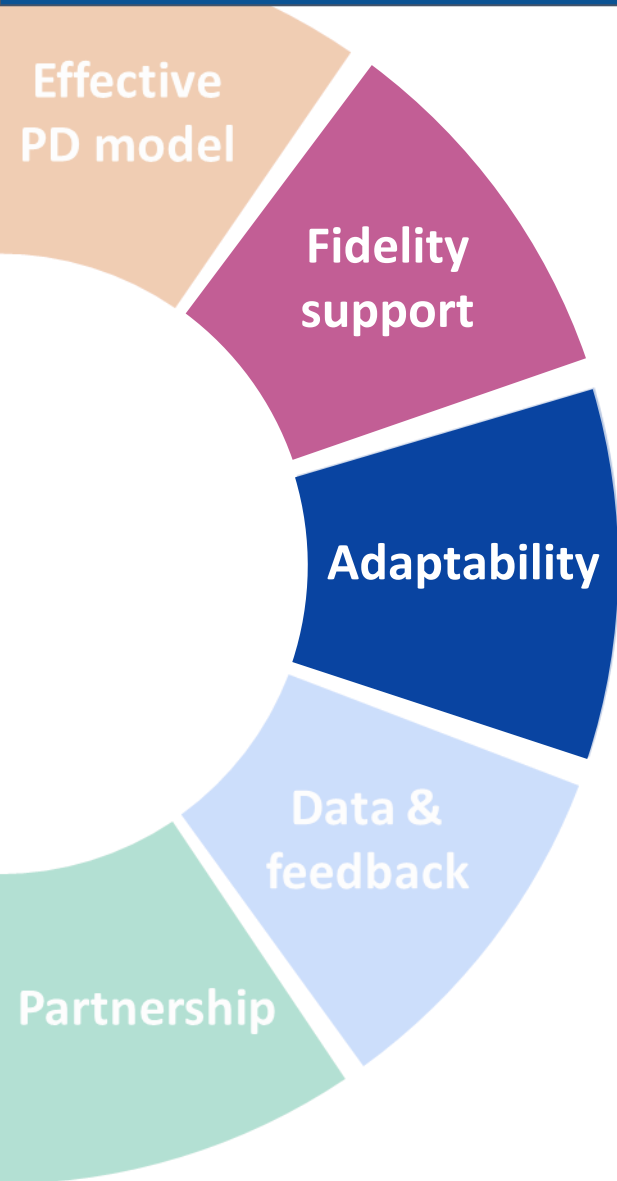 Effective
PD model
Fidelity
support
Adaptability
Data &
feedback
Partnership